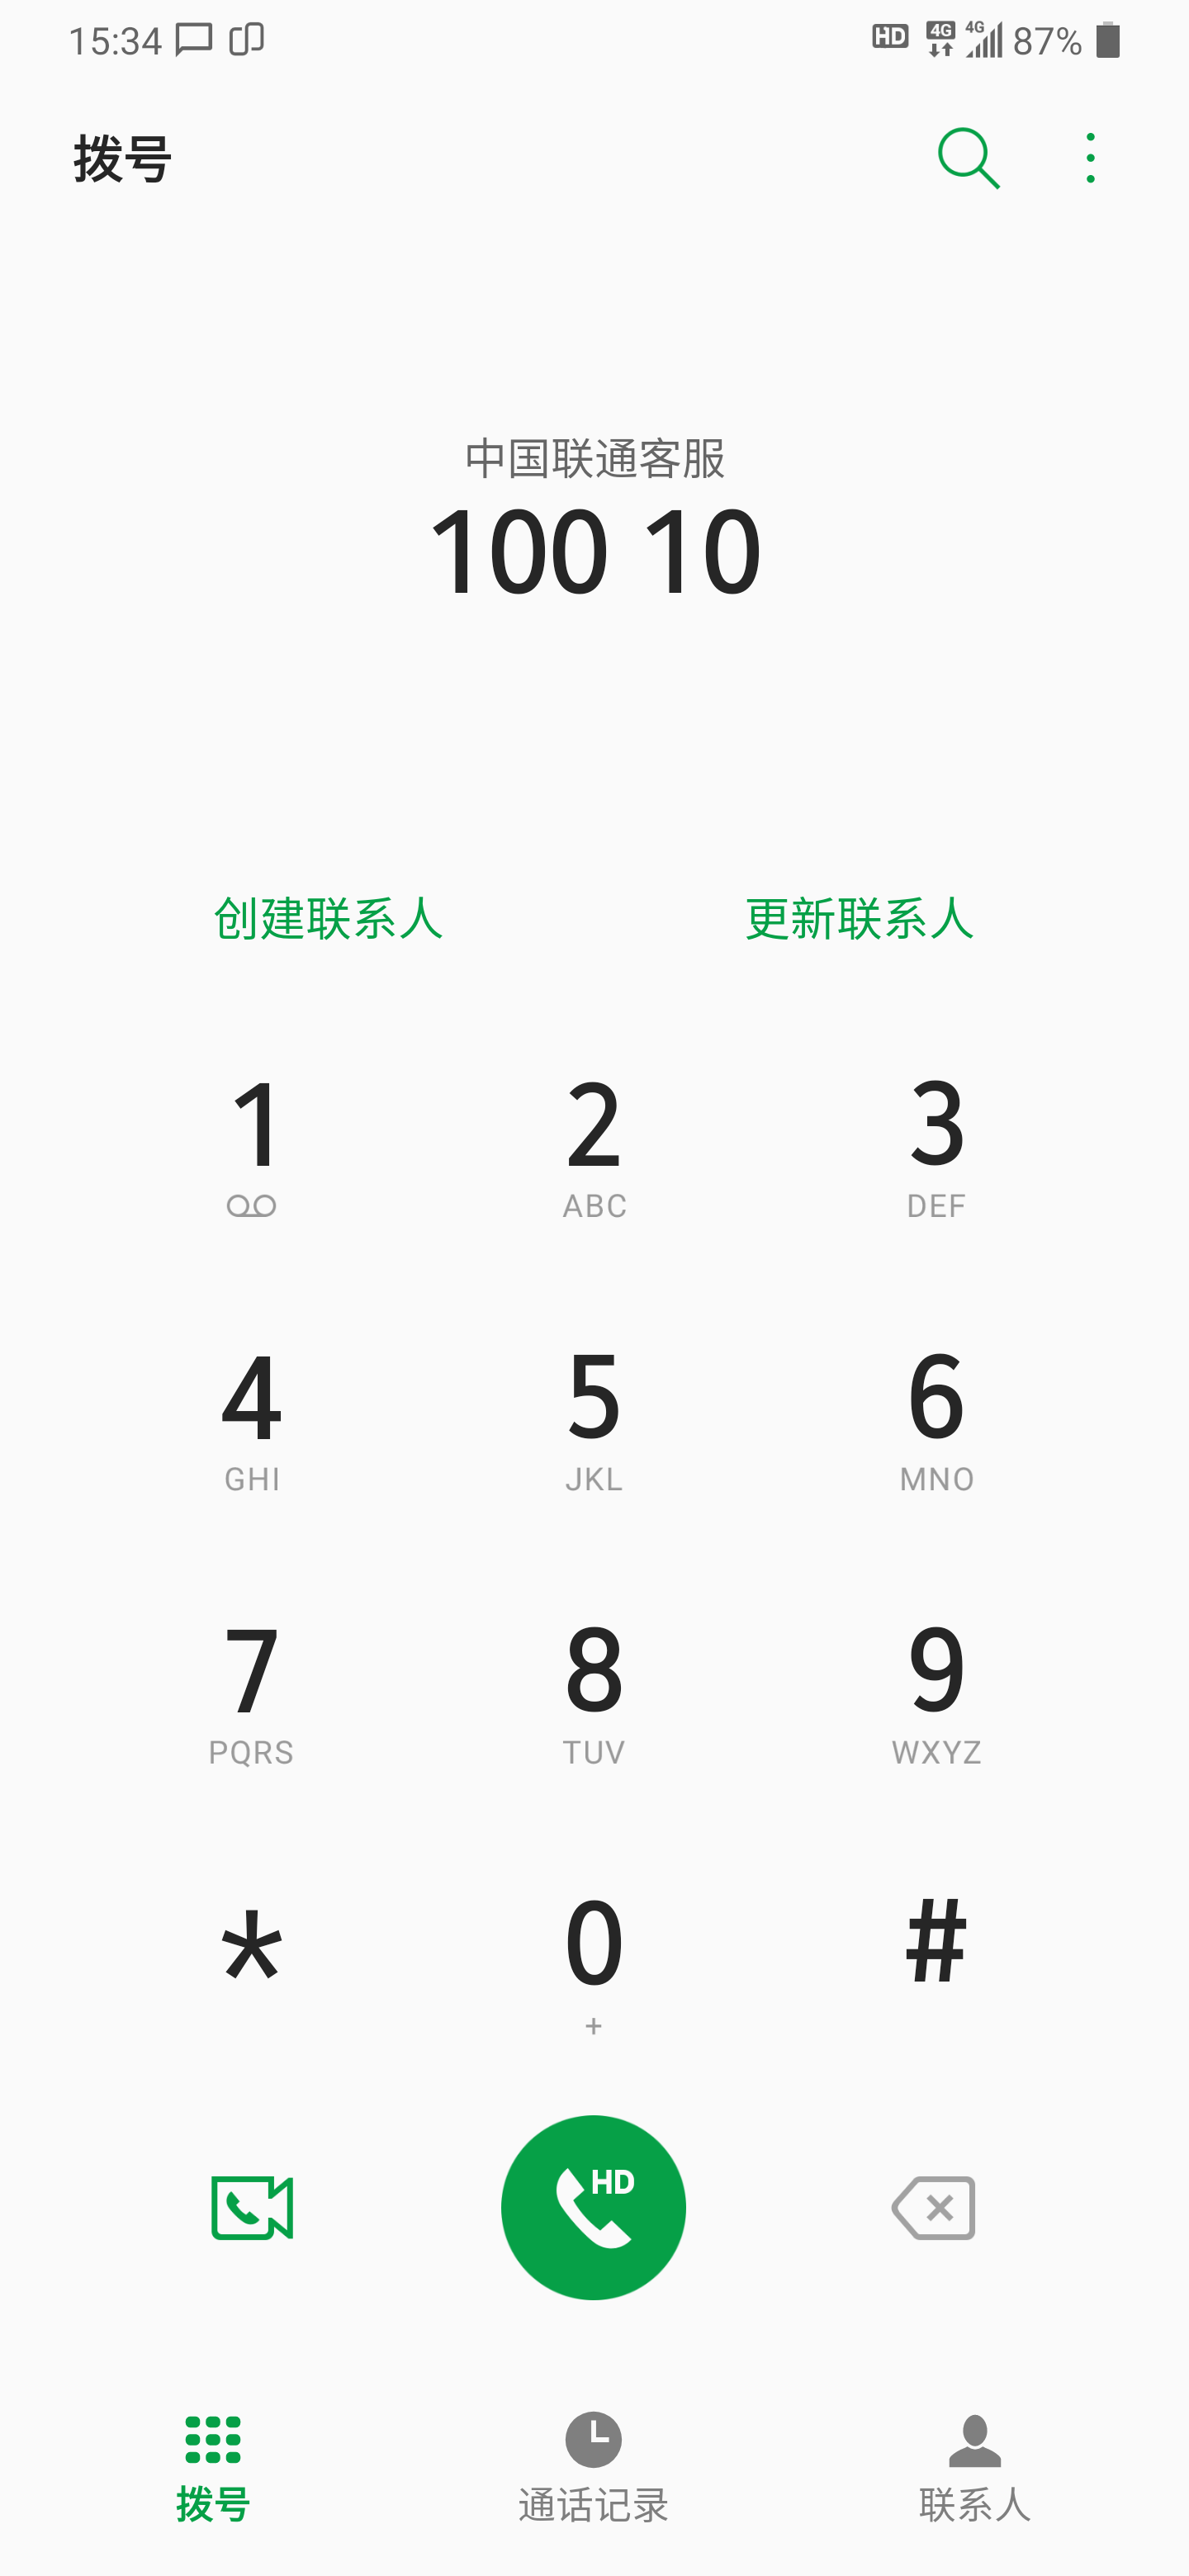 15:34 HD 4G 4G 87%
拨号
中国联通客服
100 10
创建联系人 更新联系人
1 2 3
ABC DEF
4 5 6
GHI JKL MNO
7 8 9
PQRS TUV WXYZ
* 0 #
+
HD
拨号 通话记录 联系人